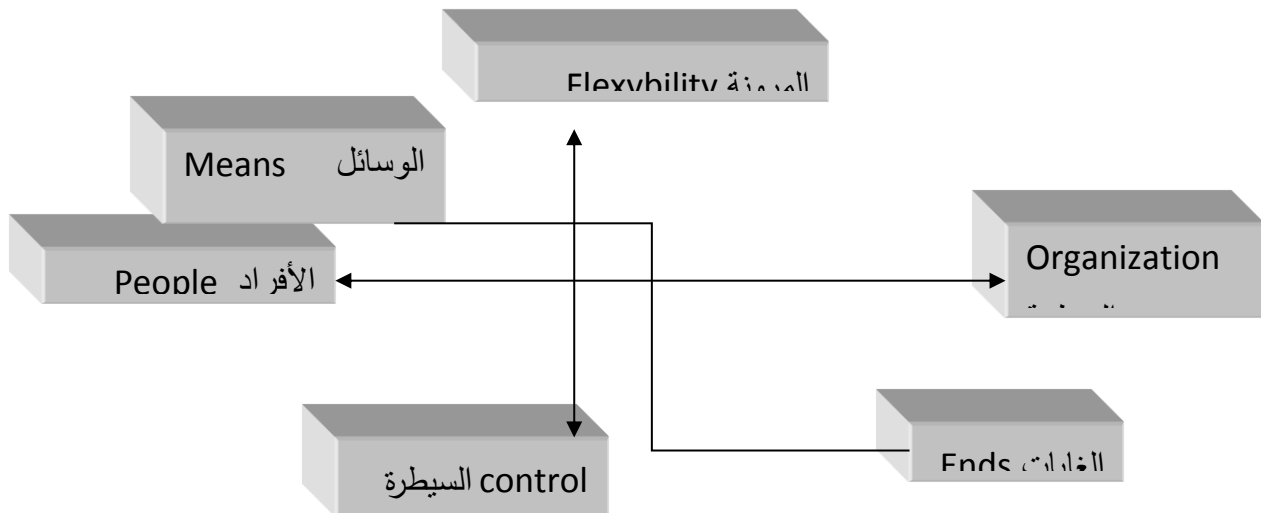 المرونة Flexybility
الوسائل Means
الأفراد People
Organization
السيطرة control
الغايات Ends